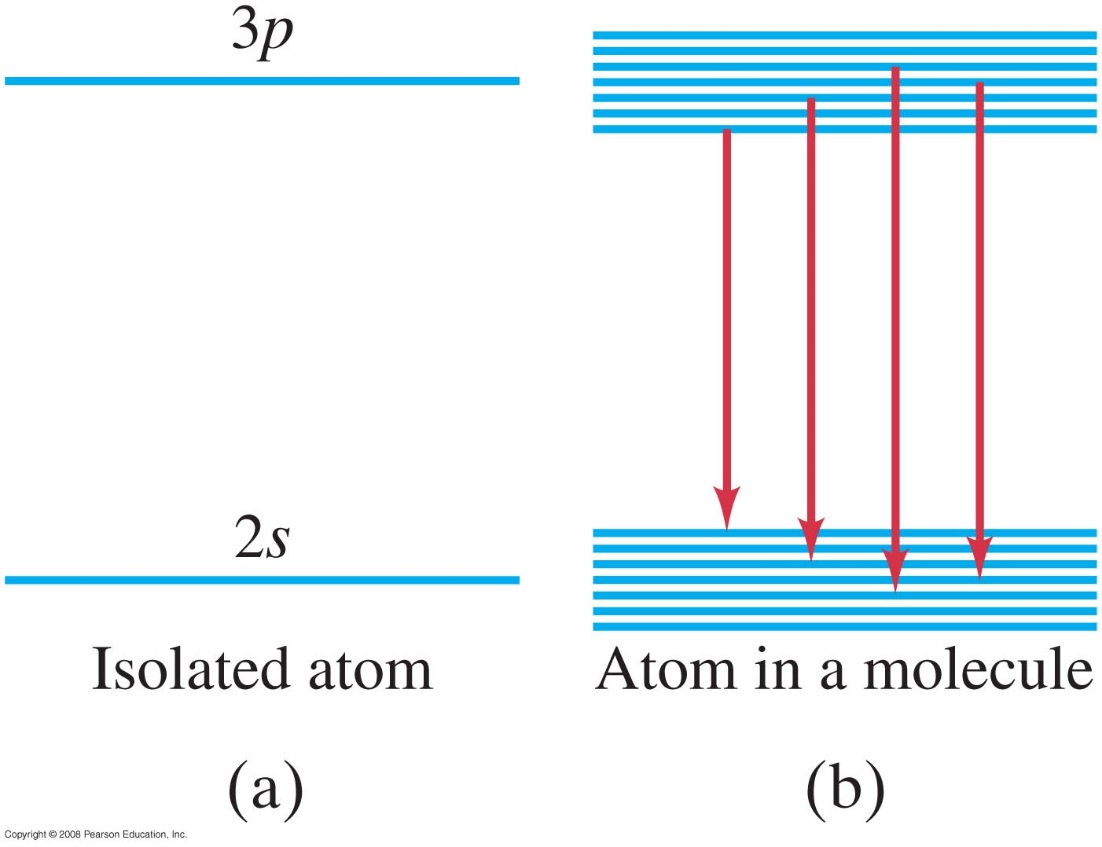 3p
2s
Isolated atom
Atom in a molecule
(a)
(b)
Copyright © 2008 Pearson Education, Inc.